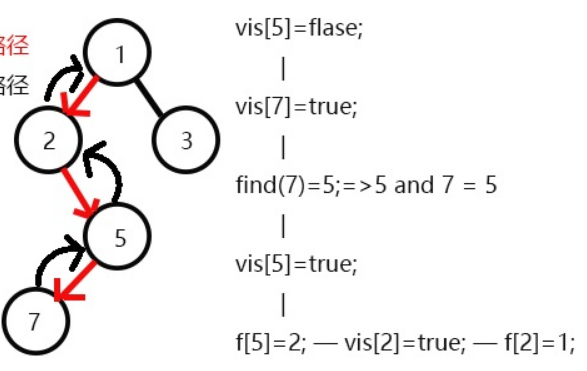 路径
路径
1
2
3
5
7
vis[5]=flase;
|
vis[7]=true;
|
find(7)=5;=>5 and 7 = 5
|
vis[5]=true;
|
f[5]=2; — vis[2]=true; — f[2]=1;